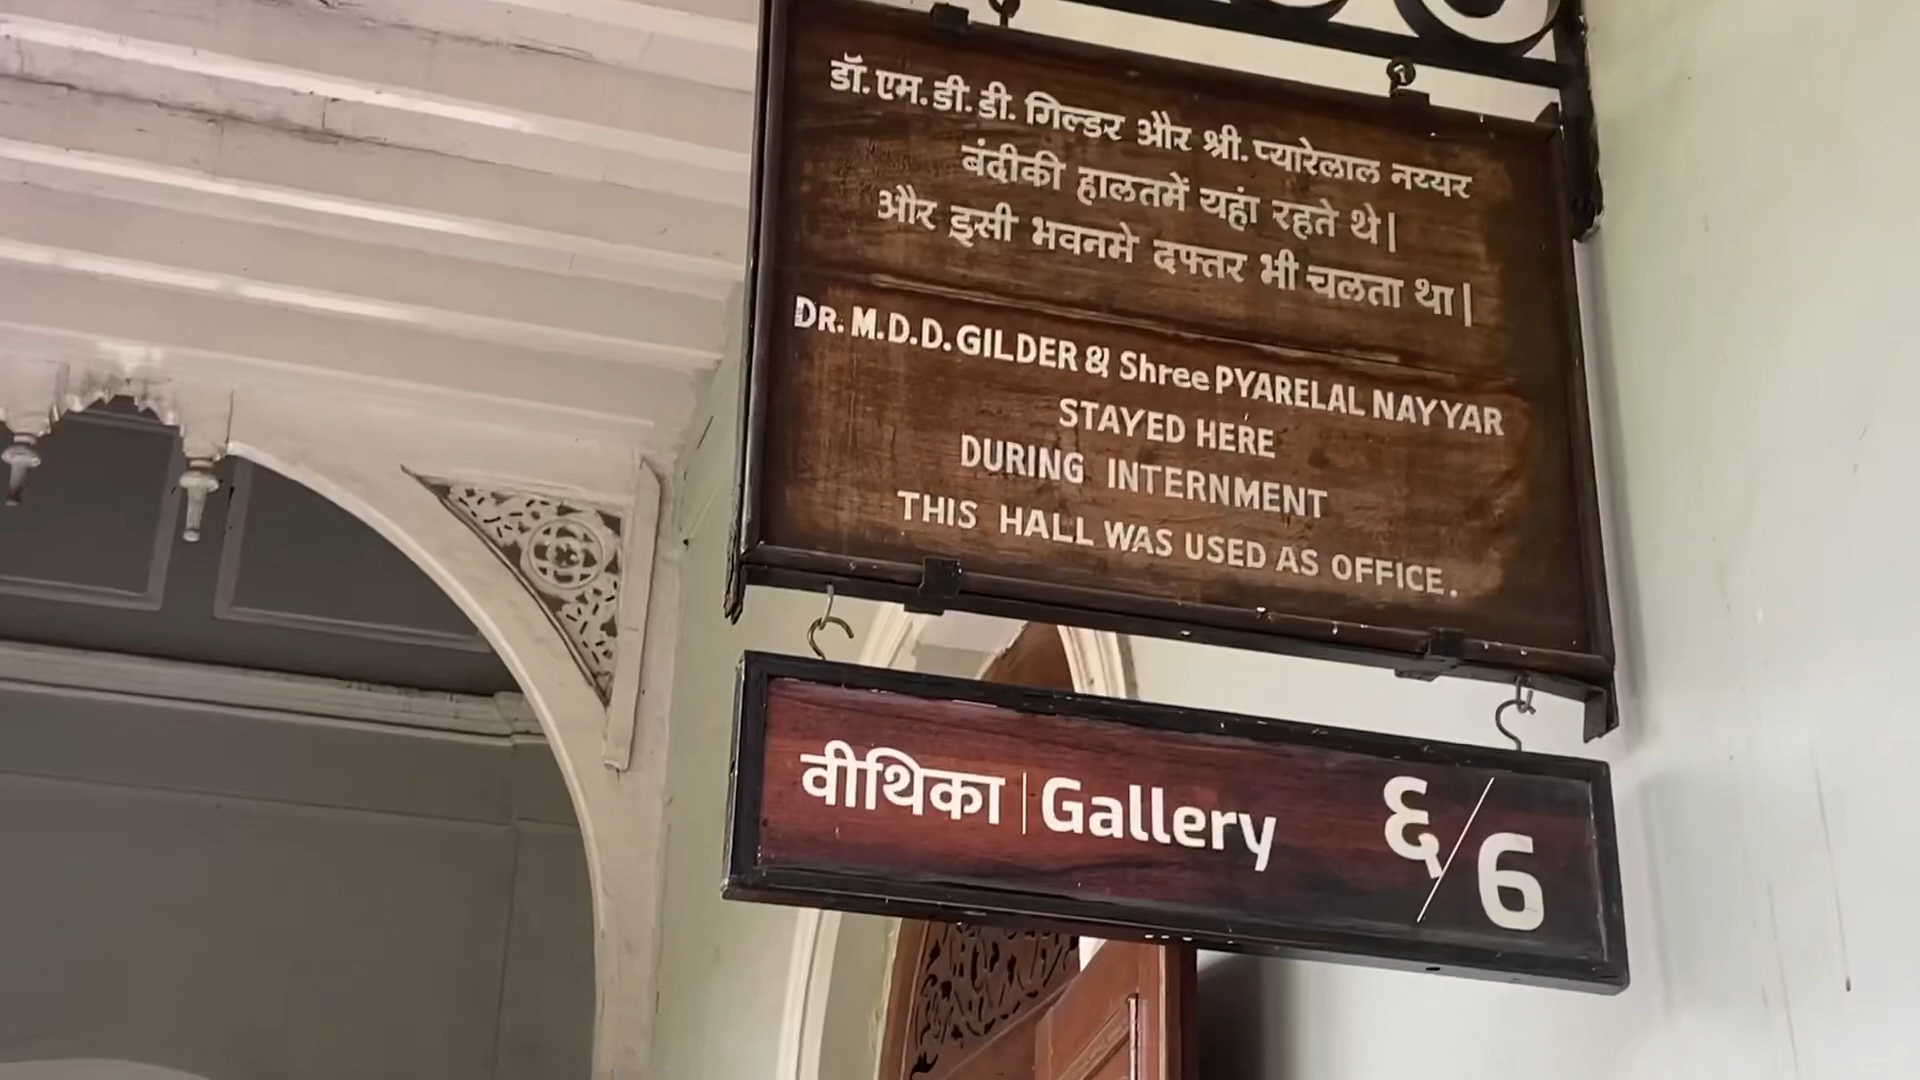 डॉ. एम. डी. डी. गिल्डर और श्री. प्यारेलाल नय्यर
बंदीकी हालतमें यहां रहते थे|
और इसी भवनमे दफ्तर भी चलता था|
DR. M.D.D. GILDER & Shree PYARELAL NAYYAR
STAYED HERE
DURING INTERNMENT
THIS HALL WAS USED AS OFFICE.
वीथिका | Gallery ६/6